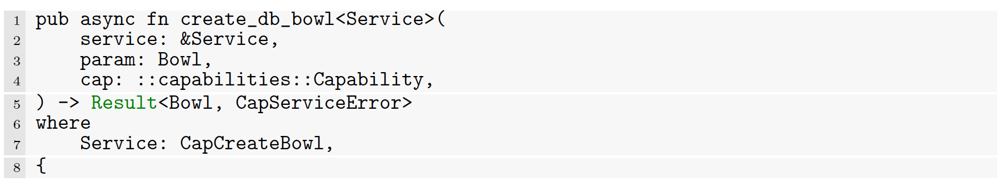 1 pub async fn create_db_bowl<Service>(
2     service: &Service,
3     param: Bowl,
4     cap: ::capabilities::Capability,
5 ) -> Result<Bowl, CapServiceError>
6 where
7     Service: CapCreateBowl,
8 {